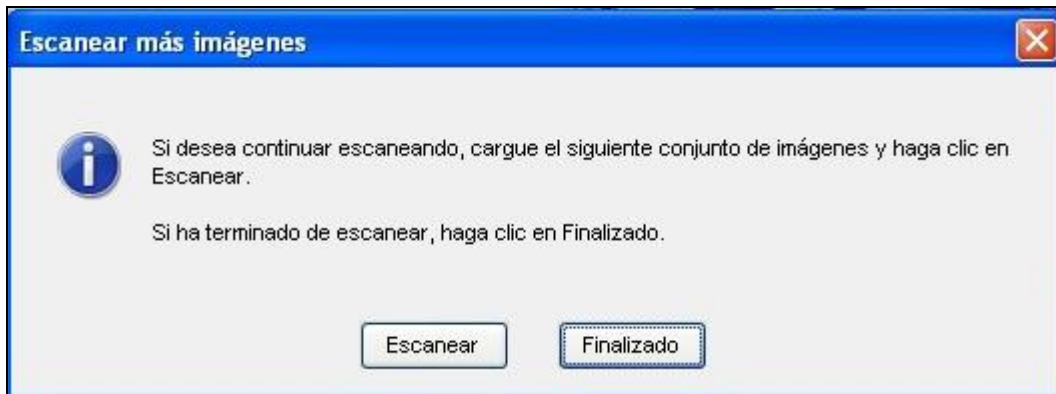 Escanear más imágenes
Si desea continuar escaneando, cargue el siguiente conjunto de imágenes y haga clic en
Escanear.
Si ha terminado de escanear, haga clic en Finalizado.
Escanear
Finalizado